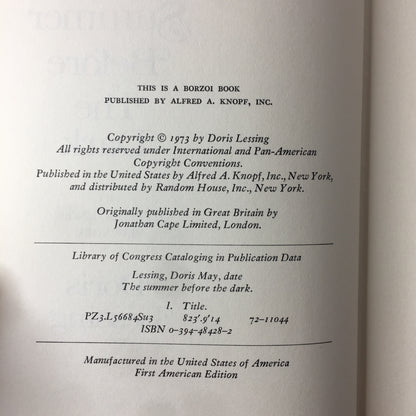 Summer
Before
The
THIS IS A BORZOI BOOK
PUBLISHED BY ALFRED A. KNOPF, INC.
Copyright © 1973 by Doris Lessing
All rights reserved under International and Pan-American
Copyright Conventions.
Published in the United States by Alfred A. Knopf, Inc., New York,
and distributed by Random House, Inc., New York.
Originally published in Great Britain by
Jonathan Cape Limited, London.
Library of Congress Cataloging in Publication Data
Lessing, Doris May, date
The summer before the dark.
I. Title.
PZ3.L56684Su3 823'.9'14 72-11044
ISBN 0-394-48428-2
Manufactured in the United States of America
First American Edition